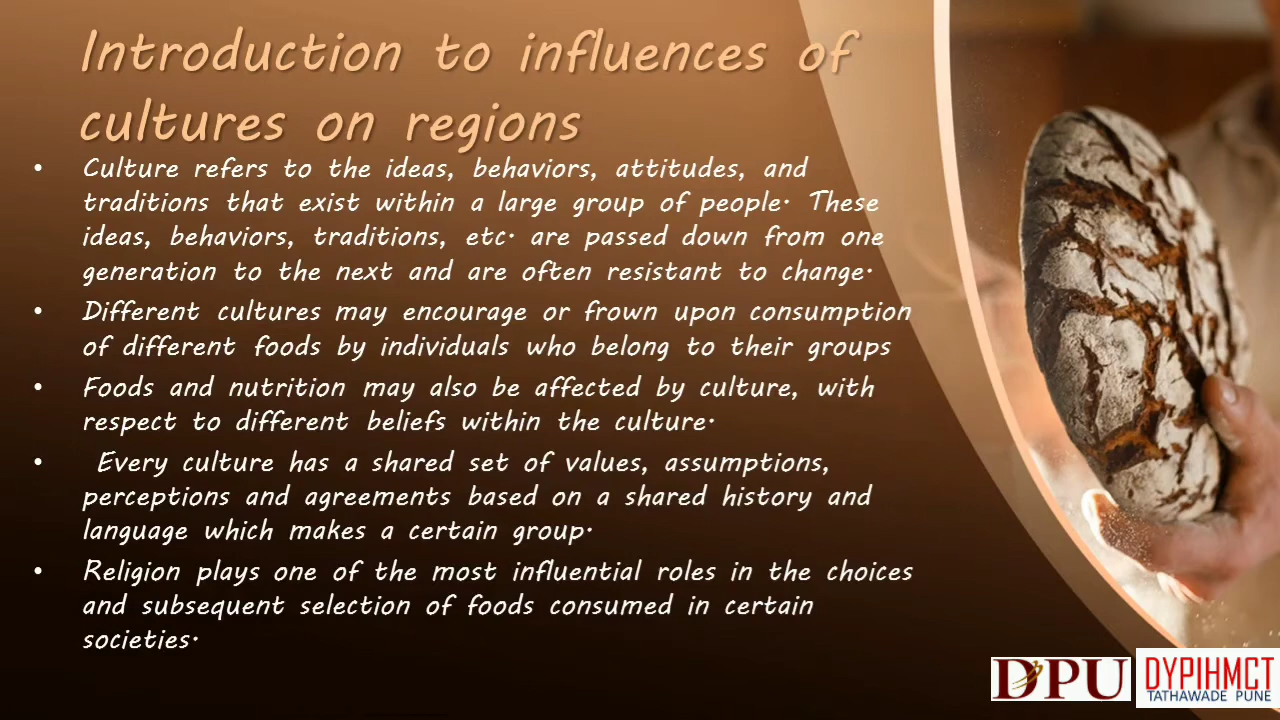 Introduction to influences of
cultures on regions
• Culture refers to the ideas, behaviors, attitudes, and
traditions that exist within a large group of people. These
ideas, behaviors, traditions, etc. are passed down from one
generation to the next and are often resistant to change.
• Different cultures may encourage or frown upon consumption
of different foods by individuals who belong to their groups
• Foods and nutrition may also be affected by culture, with
respect to different beliefs within the culture.
• Every culture has a shared set of values, assumptions,
perceptions and agreements based on a shared history and
language which makes a certain group.
• Religion plays one of the most influential roles in the choices
and subsequent selection of foods consumed in certain
societies.
DPU
DYPIHMCT
TATHAWADE PUNE